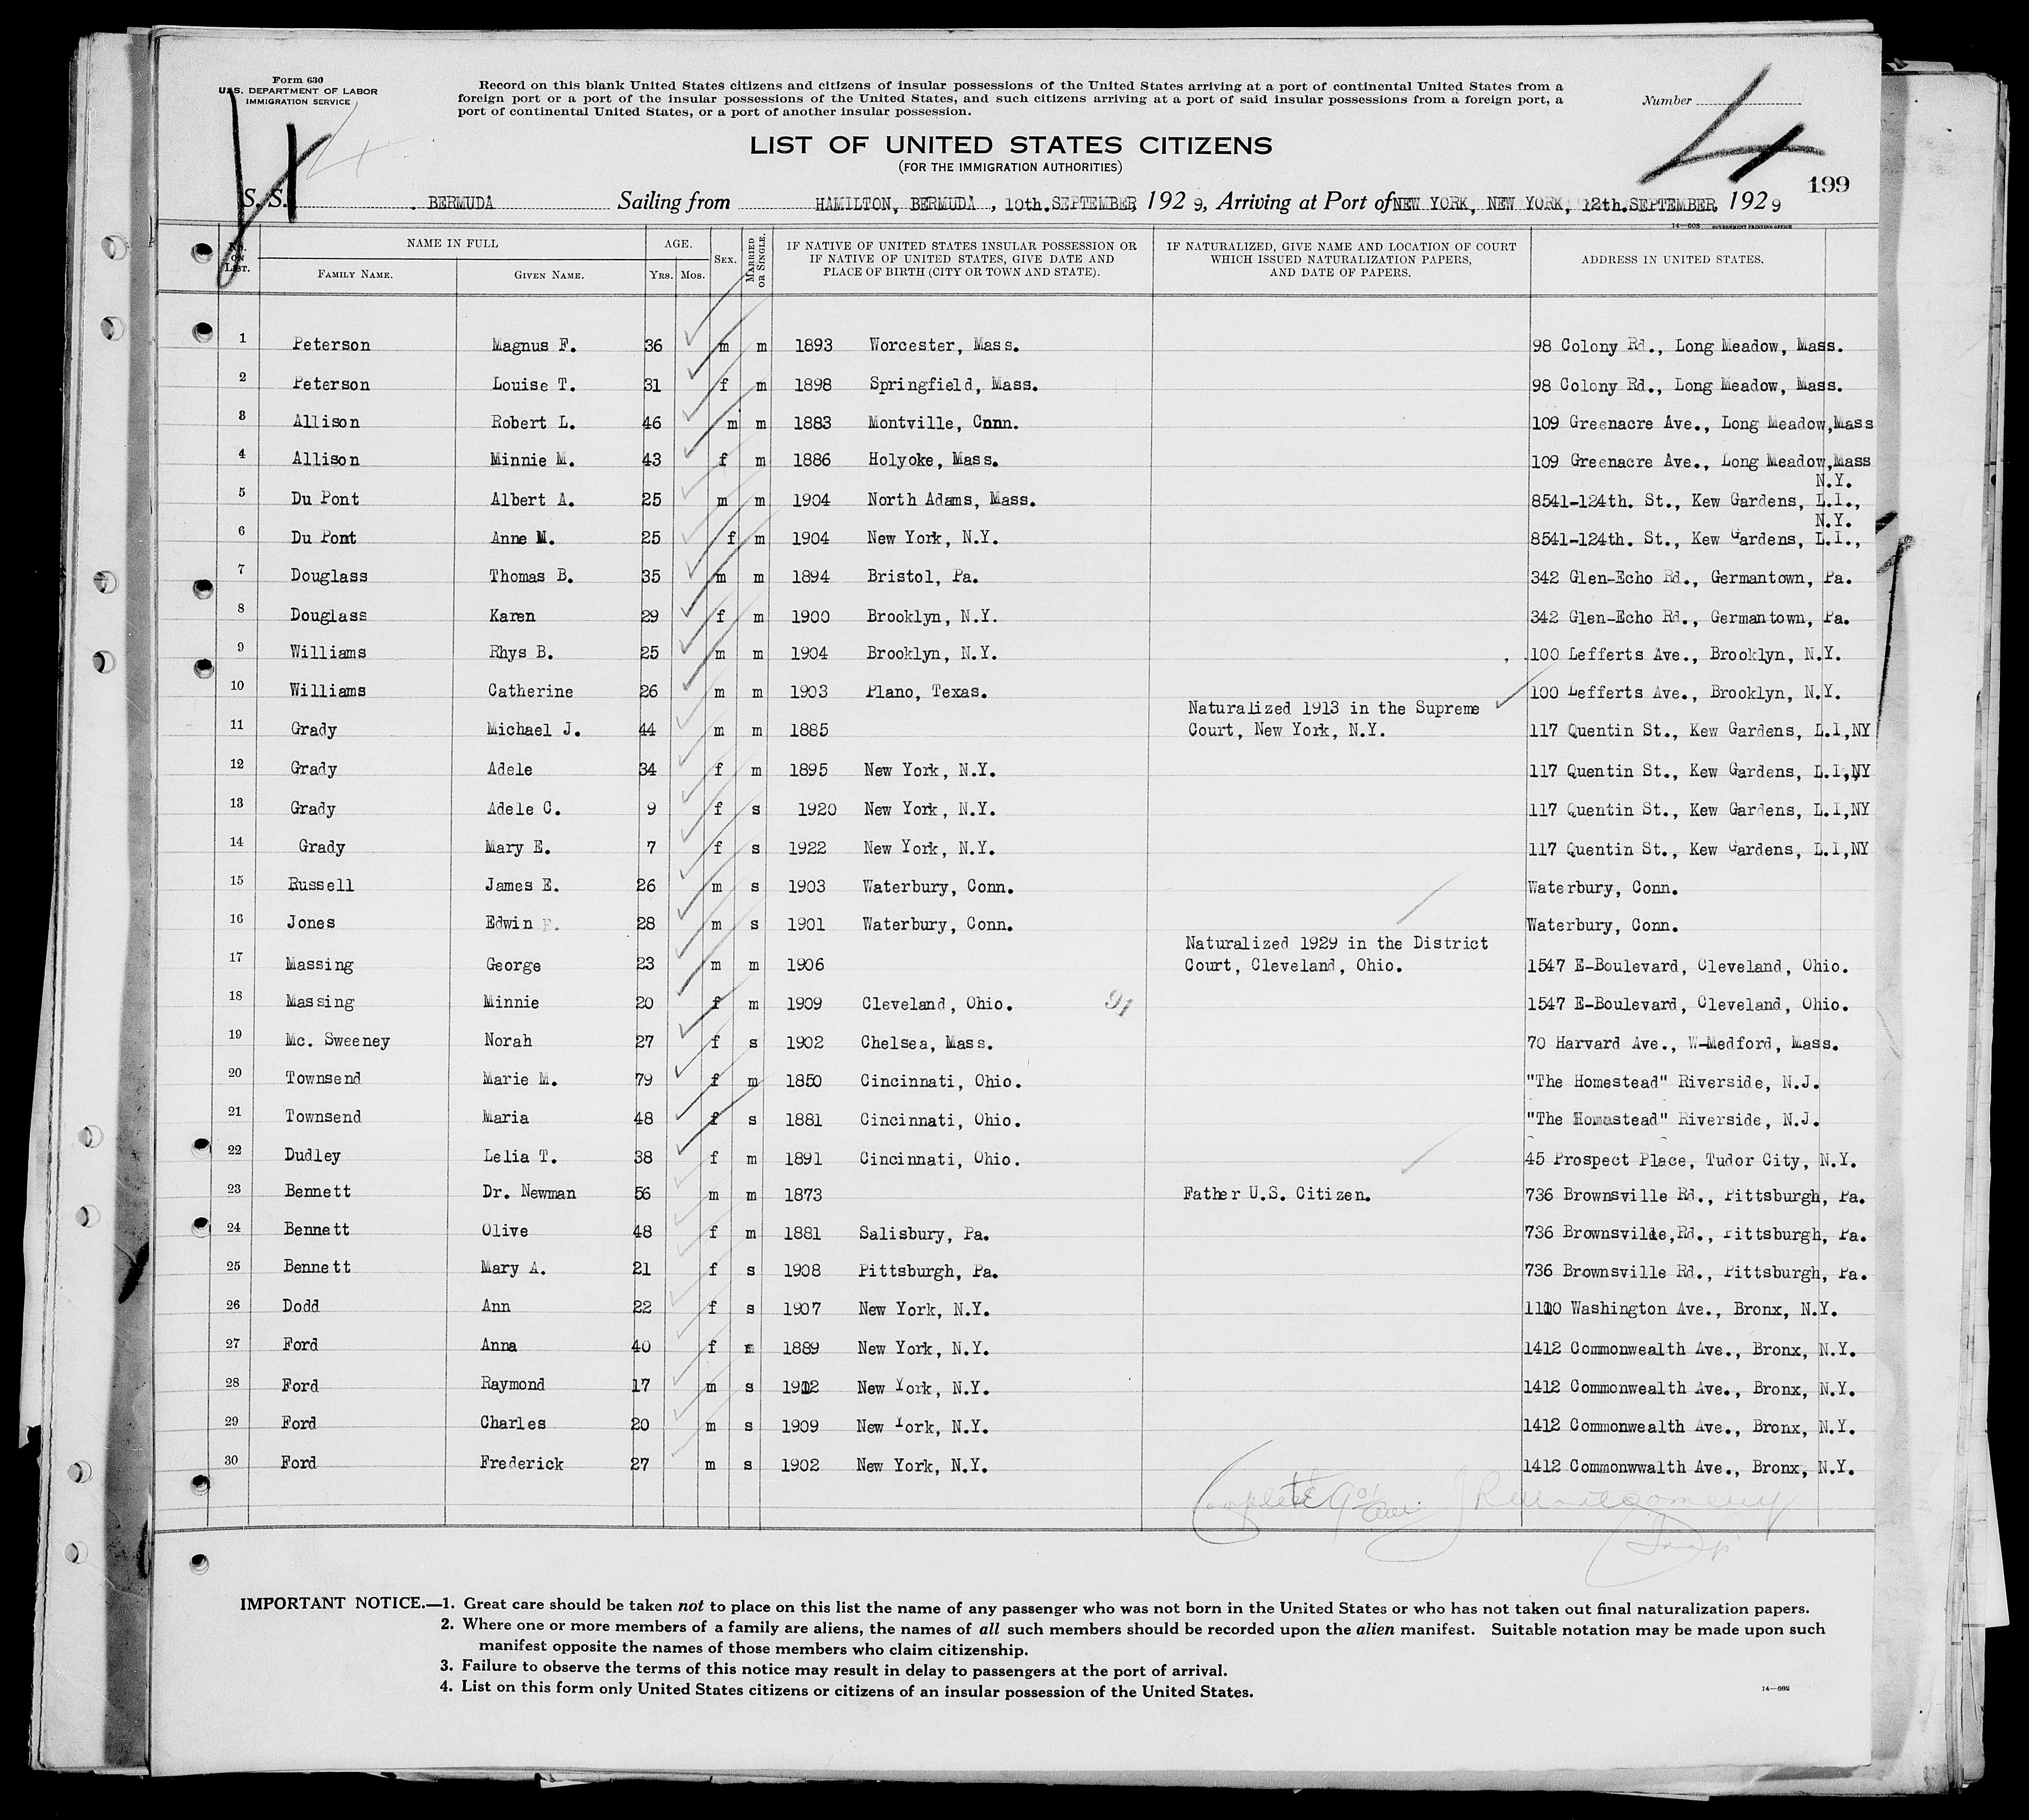 Form 630
U.S. DEPARTMENT OF LABOR
IMMIGRATION SERVICE
Record on this blank United States citizens and citizens of insular possessions of the United States arriving at a port of continental United States from a
foreign port or a port of the insular possessions of the United States, and such citizens arriving at a port of said insular possessions from a foreign port, a
port of continental United States, or a port of another insular possession.
Number
4
4
4
LIST OF UNITED STATES CITIZENS
(FOR THE IMMIGRATION AUTHORITIES)
199
S. S. BERMUDA Sailing from HAMILTON, BERMUDA, 10th.SEPTEMBER, 1929, Arriving at Port of NEW YORK, NEW YORK, 12th.SEPTEMBER, 1929
14—608 GOVERNMENT PRINTING OFFICE
No. ON LIST. NAME IN FULL FAMILY NAME. GIVEN NAME. AGE. Yrs. Mos. SEX. MARRIED OR SINGLE. IF NATIVE OF UNITED STATES INSULAR POSSESSION OR IF NATIVE OF UNITED STATES, GIVE DATE AND PLACE OF BIRTH (CITY OR TOWN AND STATE). IF NATURALIZED, GIVE NAME AND LOCATION OF COURT WHICH ISSUED NATURALIZATION PAPERS, AND DATE OF PAPERS. ADDRESS IN UNITED STATES.
1 Peterson Magnus F. 36 m m 1893 Worcester, Mass. 98 Colony Rd., Long Meadow, Mass.
2 Peterson Louise T. 31 f m 1898 Springfield, Mass. 98 Colony Rd., Long Meadow, Mass.
3 Allison Robert L. 46 m m 1883 Montville, Cnnn. 109 Greenacre Ave., Long Meadow,Mass
4 Allison Minnie M. 43 f m 1886 Holyoke, Mass. 109 Greenacre Ave., Long Meadow,Mass
N.Y.
5 Du Pont Albert A. 25 m m 1904 North Adams, Mass. 8541-124th. St., Kew Gardens, L.I.,
N.Y.
6 Du Pont Anne M. 25 f m 1904 New York, N.Y. 8541-124th. St., Kew Gardens, L.I.,
7 Douglass Thomas B. 35 m m 1894 Bristol, Pa. 342 Glen-Echo Rd., Germantown, Pa.
8 Douglass Karen 29 f m 1900 Brooklyn, N.Y. 342 Glen-Echo Rd., Germantown, Pa.
9 Williams Rhys B. 25 m m 1904 Brooklyn, N.Y. 100 Lefferts Ave., Brooklyn, N.Y.
10 Williams Catherine 26 m m 1903 Plano, Texas. 100 Lefferts Ave., Brooklyn, N.Y.
Naturalized 1913 in the Supreme
11 Grady Michael J. 44 m m 1885 Court, New York, N.Y. 117 Quentin St., Kew Gardens, L.I,NY
12 Grady Adele 34 f m 1895 New York, N.Y. 117 Quentin St., Kew Gardens, L.I,NY
13 Grady Adele C. 9 f s 1920 New York, N.Y. 117 Quentin St., Kew Gardens, L.I,NY
14 Grady Mary E. 7 f s 1922 New York, N.Y. 117 Quentin St., Kew Gardens, L.I,NY
15 Russell James E. 26 m s 1903 Waterbury, Conn. Waterbury, Conn.
16 Jones Edwin F. 28 m s 1901 Waterbury, Conn. Waterbury, Conn.
Naturalized 1929 in the District
17 Massing George 23 m m 1906 Court, Cleveland, Ohio. 1547 E-Boulevard, Cleveland, Ohio.
18 Massing Minnie 20 f m 1909 Cleveland, Ohio. 91 1547 E-Boulevard, Cleveland, Ohio.
19 Mc. Sweeney Norah 27 f s 1902 Chelsea, Mass. 70 Harvard Ave., W-Medford, Mass.
20 Townsend Marie M. 79 f m 1850 Cincinnati, Ohio. "The Homestead" Riverside, N.J.
21 Townsend Maria 48 f s 1881 Cincinnati, Ohio. "The Homestead" Riverside, N.J.
22 Dudley Lelia T. 38 f m 1891 Cincinnati, Ohio. 45 Prospect Place, Tudor City, N.Y.
23 Bennett Dr. Newman 56 m m 1873 Father U.S. Citizen. 736 Brownsville Rd., Pittsburgh, Pa.
24 Bennett Olive 48 f m 1881 Salisbury, Pa. 736 Brownsville,Rd., Pittsburgh, Pa.
25 Bennett Mary A. 21 f s 1908 Pittsburgh, Pa. 736 Brownsville Rd., Pittsburgh, Pa.
26 Dodd Ann 22 f s 1907 New York, N.Y. 1110 Washington Ave., Bronx, N.Y.
27 Ford Anna 40 f m 1889 New York, N.Y. 1412 Commonwealth Ave., Bronx, N.Y.
28 Ford Raymond 17 m s 1912 New York, N.Y. 1412 Commonwealth Ave., Bronx, N.Y.
29 Ford Charles 20 m s 1909 New York, N.Y. 1412 Commonwealth Ave., Bronx, N.Y.
30 Ford Frederick 27 m s 1902 New York, N.Y. 1412 Commonwwalth Ave., Bronx, N.Y.
Complete JR Montgomery
Insp
IMPORTANT NOTICE.—1. Great care should be taken not to place on this list the name of any passenger who was not born in the United States or who has not taken out final naturalization papers.
2. Where one or more members of a family are aliens, the names of all such members should be recorded upon the alien manifest. Suitable notation may be made upon such
manifest opposite the names of those members who claim citizenship.
3. Failure to observe the terms of this notice may result in delay to passengers at the port of arrival.
4. List on this form only United States citizens or citizens of an insular possession of the United States.
14—608